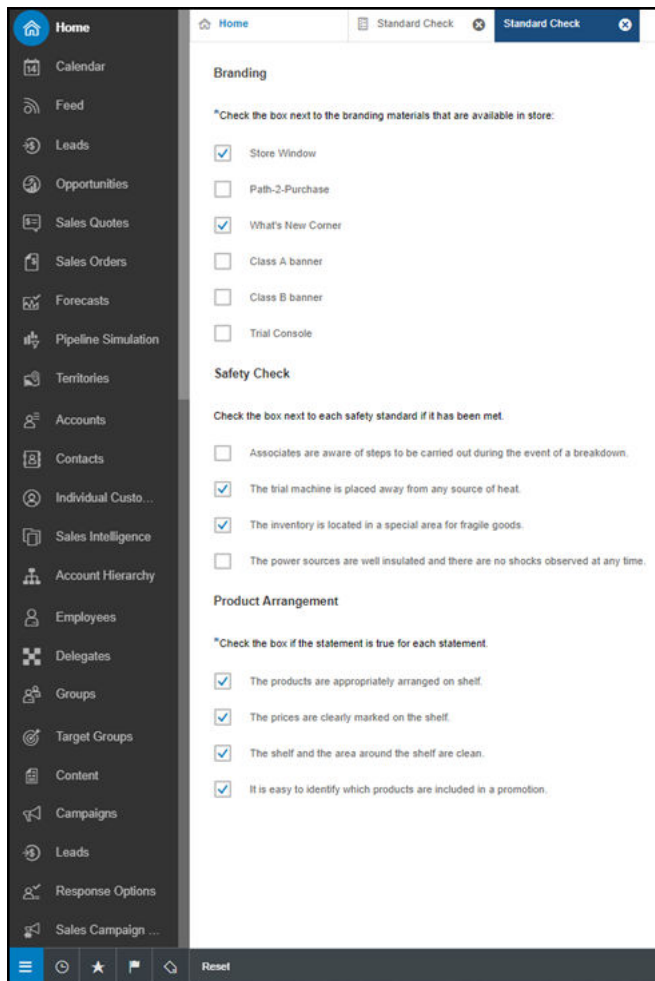 Home
Calendar
Feed
Leads
Opportunities
Sales Quotes
Sales Orders
Forecasts
Pipeline Simulation
Territories
Accounts
Contacts
Individual Custo...
Sales Intelligence
Account Hierarchy
Employees
Delegates
Groups
Target Groups
Content
Campaigns
Leads
Response Options
Sales Campaign ...
Home
Standard Check
Standard Check
Branding
*Check the box next to the branding materials that are available in store:
Store Window
Path-2-Purchase
What's New Corner
Class A banner
Class B banner
Trial Console
Safety Check
Check the box next to each safety standard if it has been met.
Associates are aware of steps to be carried out during the event of a breakdown.
The trial machine is placed away from any source of heat.
The inventory is located in a special area for fragile goods.
The power sources are well insulated and there are no shocks observed at any time.
Product Arrangement
*Check the box if the statement is true for each statement.
The products are appropriately arranged on shelf.
The prices are clearly marked on the shelf.
The shelf and the area around the shelf are clean.
It is easy to identify which products are included in a promotion.
Reset